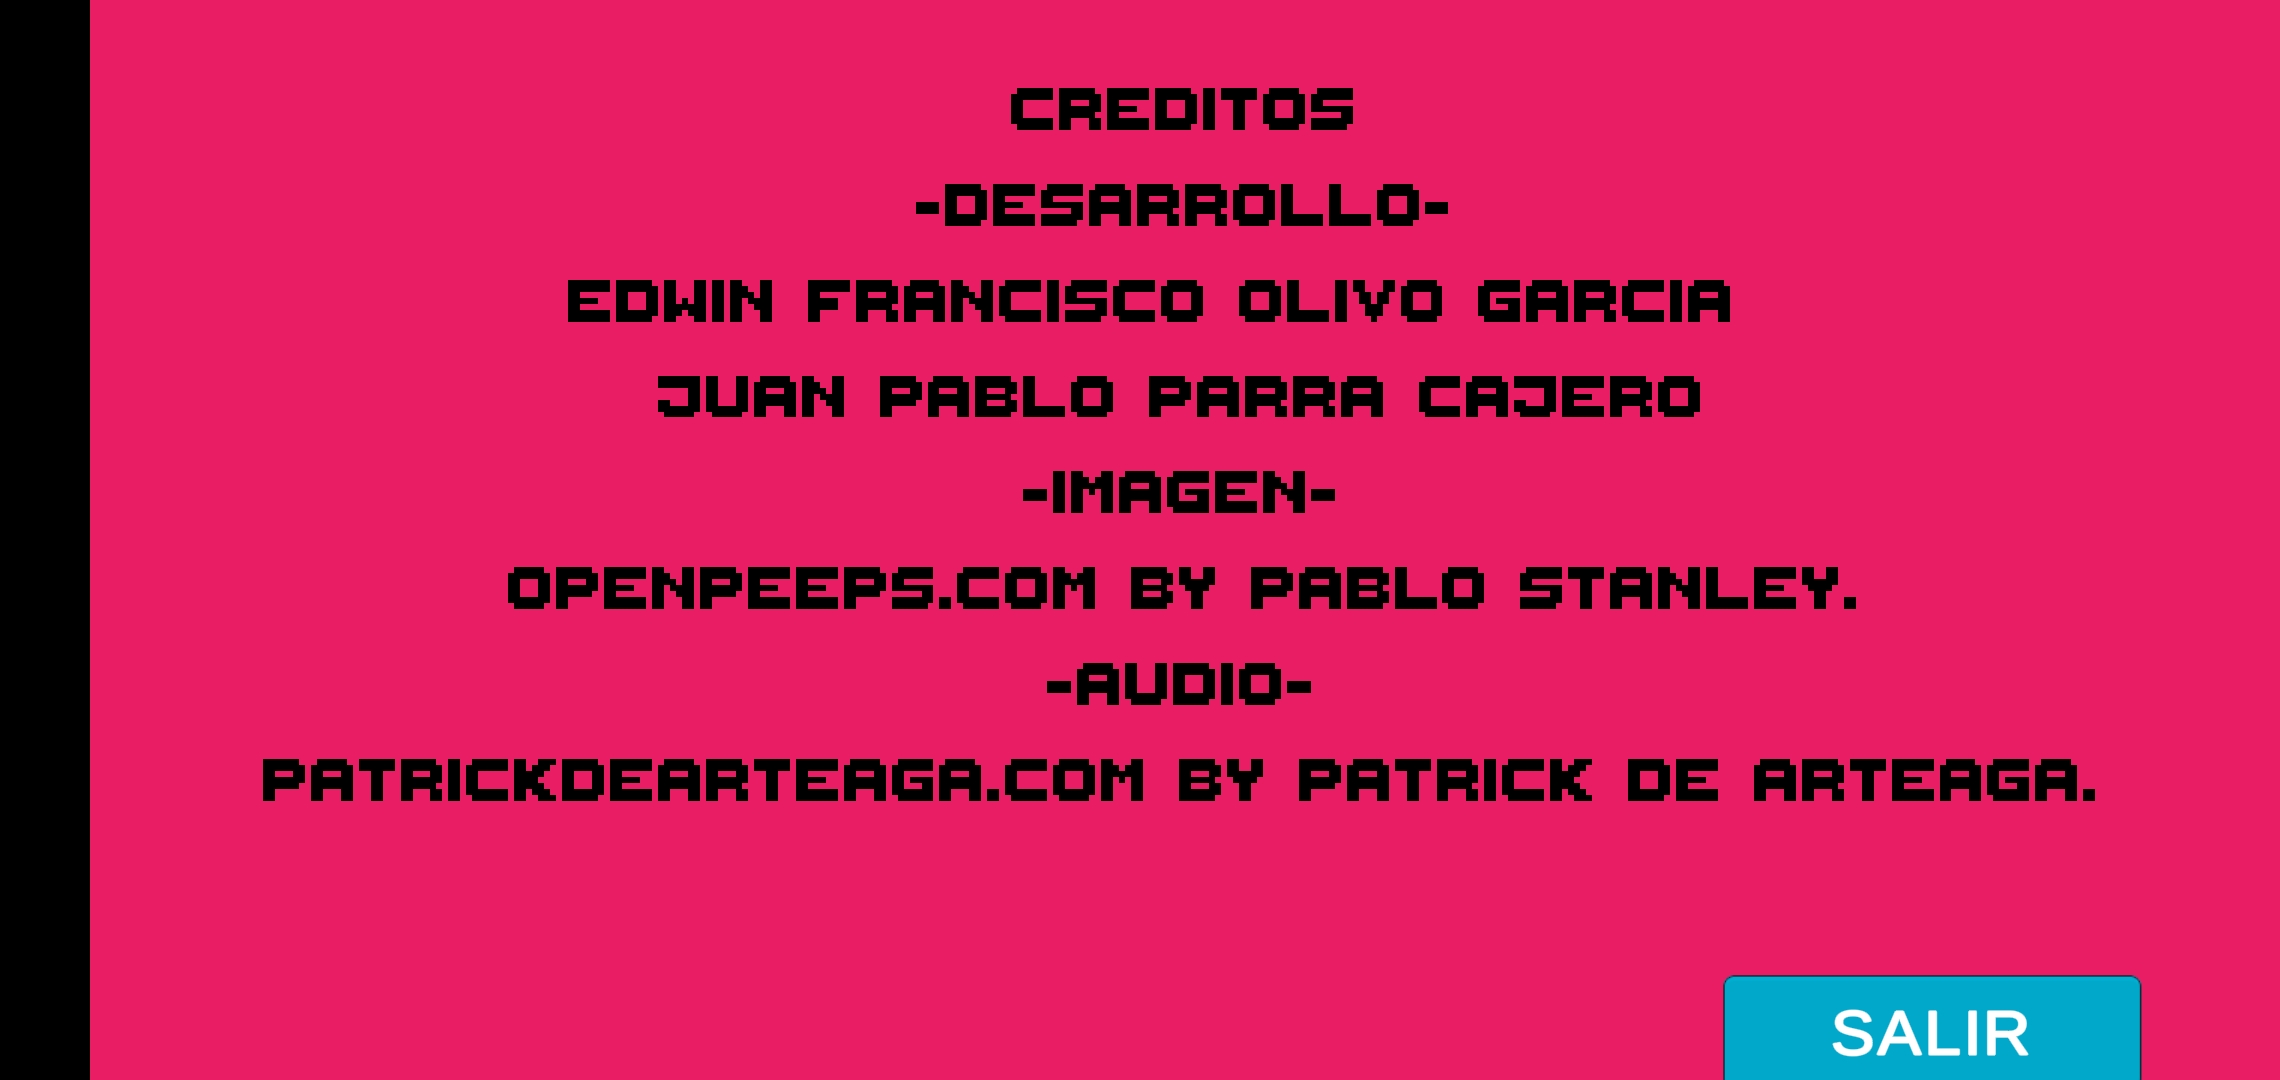 CREDITOS
-DESARROLLO-
EDWIN FRANCISCO OLIVO GARCIA
JUAN PABLO PARRA CAJERO
-IMAGEN-
OPENPEEPS.COM BY PABLO STANLEY.
-AUDIO-
PATRICKDEARTEAGA.COM BY PATRICK DE ARTEAGA.
SALIR